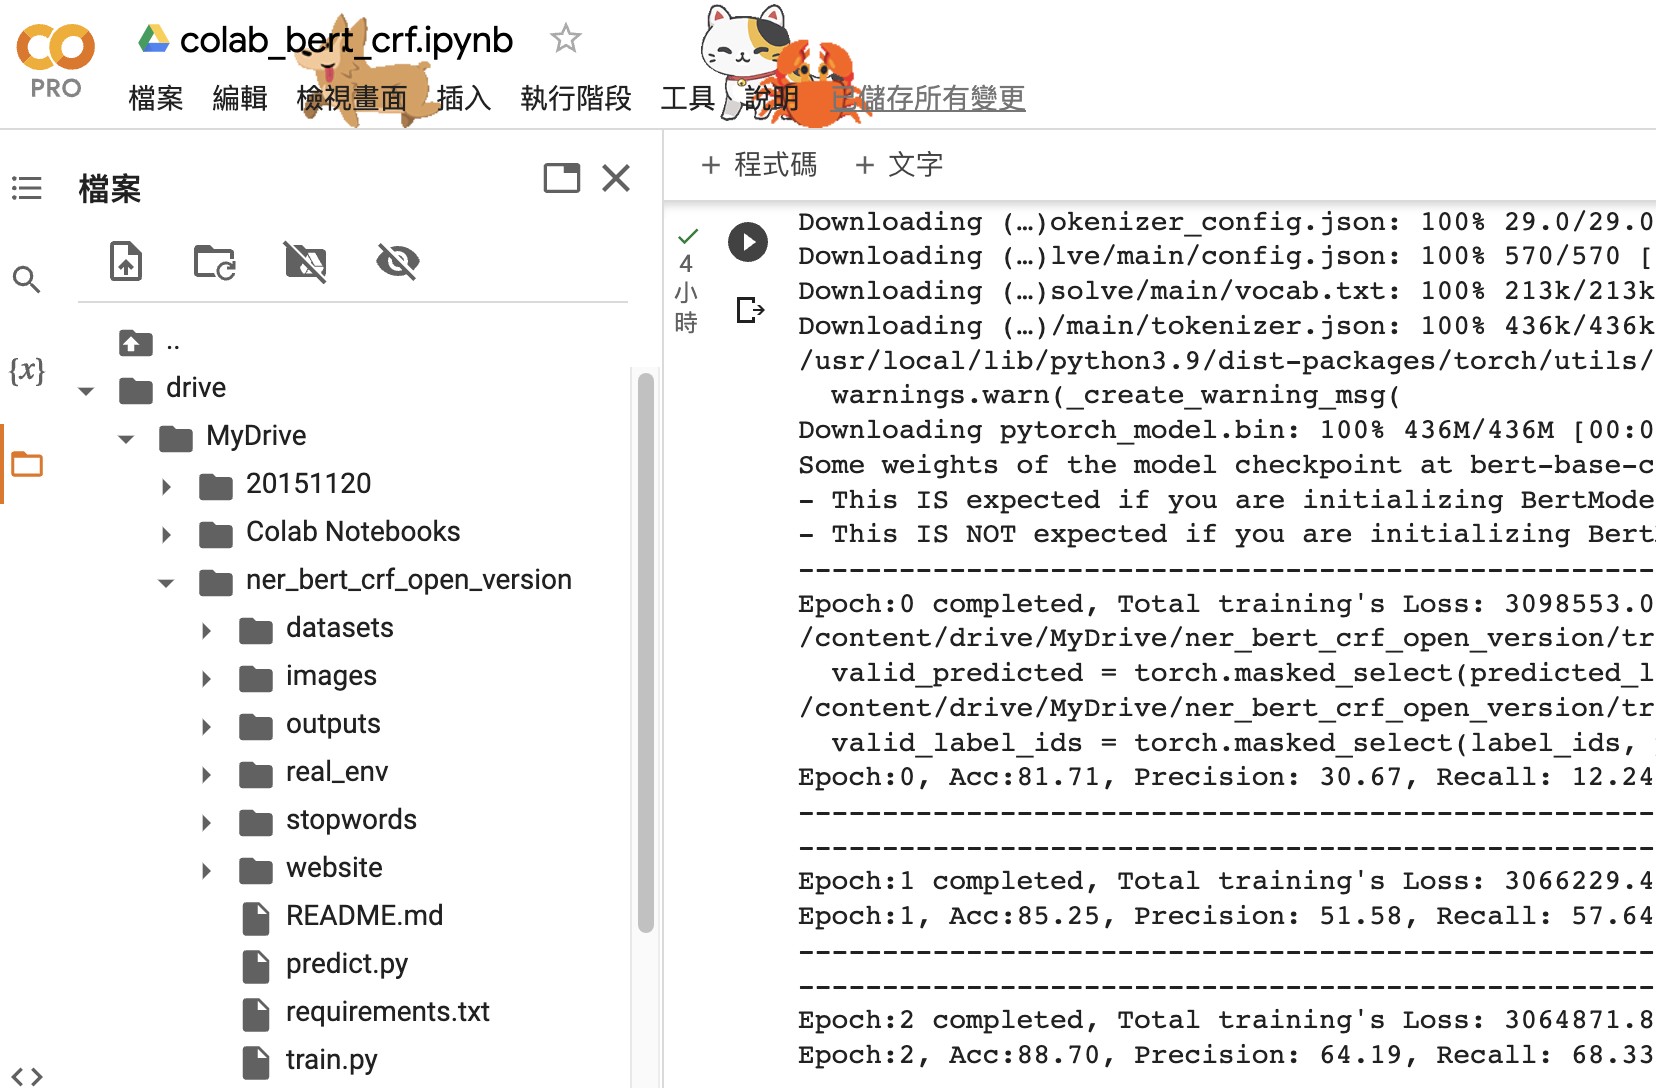 colab_bert_crf.ipynb
PRO
檔案 編輯 檢視畫面 插入 執行階段 工具 說明 已儲存所有變更
檔案
+ 程式碼 + 文字
{x}
..
drive
MyDrive
20151120
Colab Notebooks
ner_bert_crf_open_version
datasets
images
outputs
real_env
stopwords
website
README.md
predict.py
requirements.txt
train.py
4
小
時
Downloading (…)okenizer_config.json: 100% 29.0/29.0
Downloading (…)lve/main/config.json: 100% 570/570 [
Downloading (…)solve/main/vocab.txt: 100% 213k/213k
Downloading (…)/main/tokenizer.json: 100% 436k/436k
/usr/local/lib/python3.9/dist-packages/torch/utils/
warnings.warn(_create_warning_msg(
Downloading pytorch_model.bin: 100% 436M/436M [00:0
Some weights of the model checkpoint at bert-base-c
- This IS expected if you are initializing BertMode
- This IS NOT expected if you are initializing Bert
---------------------------------------------------
Epoch:0 completed, Total training's Loss: 3098553.0
/content/drive/MyDrive/ner_bert_crf_open_version/tr
valid_predicted = torch.masked_select(predicted_l
/content/drive/MyDrive/ner_bert_crf_open_version/tr
valid_label_ids = torch.masked_select(label_ids,
Epoch:0, Acc:81.71, Precision: 30.67, Recall: 12.24
---------------------------------------------------
---------------------------------------------------
Epoch:1 completed, Total training's Loss: 3066229.4
Epoch:1, Acc:85.25, Precision: 51.58, Recall: 57.64
---------------------------------------------------
---------------------------------------------------
Epoch:2 completed, Total training's Loss: 3064871.8
Epoch:2, Acc:88.70, Precision: 64.19, Recall: 68.33